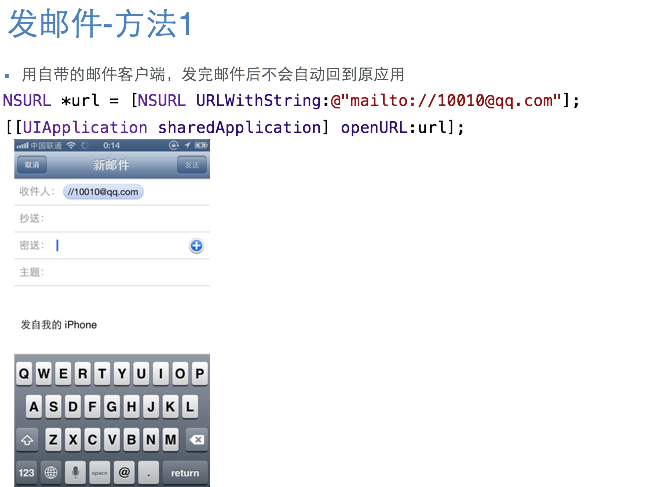 发邮件-方法1
用自带的邮件客户端，发完邮件后不会自动回到原应用
NSURL *url = [NSURL URLWithString:@"mailto://10010@qq.com"];
[[UIApplication sharedApplication] openURL:url];
中国联通 0:14
取消 新邮件 发送
收件人： //10010@qq.com
抄送：
密送：
主题：
发自我的 iPhone
Q W E R T Y U I O P
A S D F G H J K L
Z X C V B N M
123 space @ . return